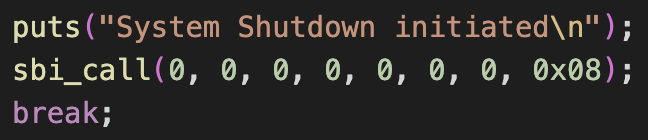 puts("System Shutdown initiated\n");
sbi_call(0, 0, 0, 0, 0, 0, 0, 0x08);
break;